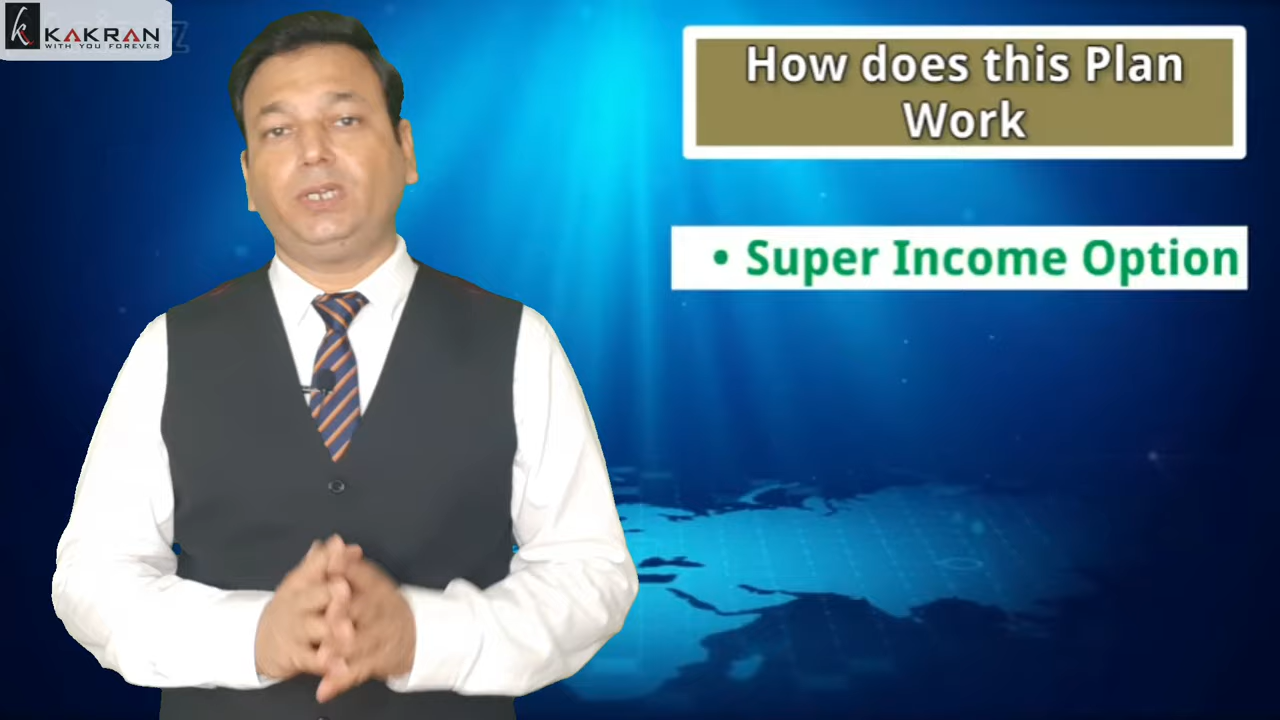 KAKRAN
WITH YOU FOREVER
How does this Plan
Work
• Super Income Option